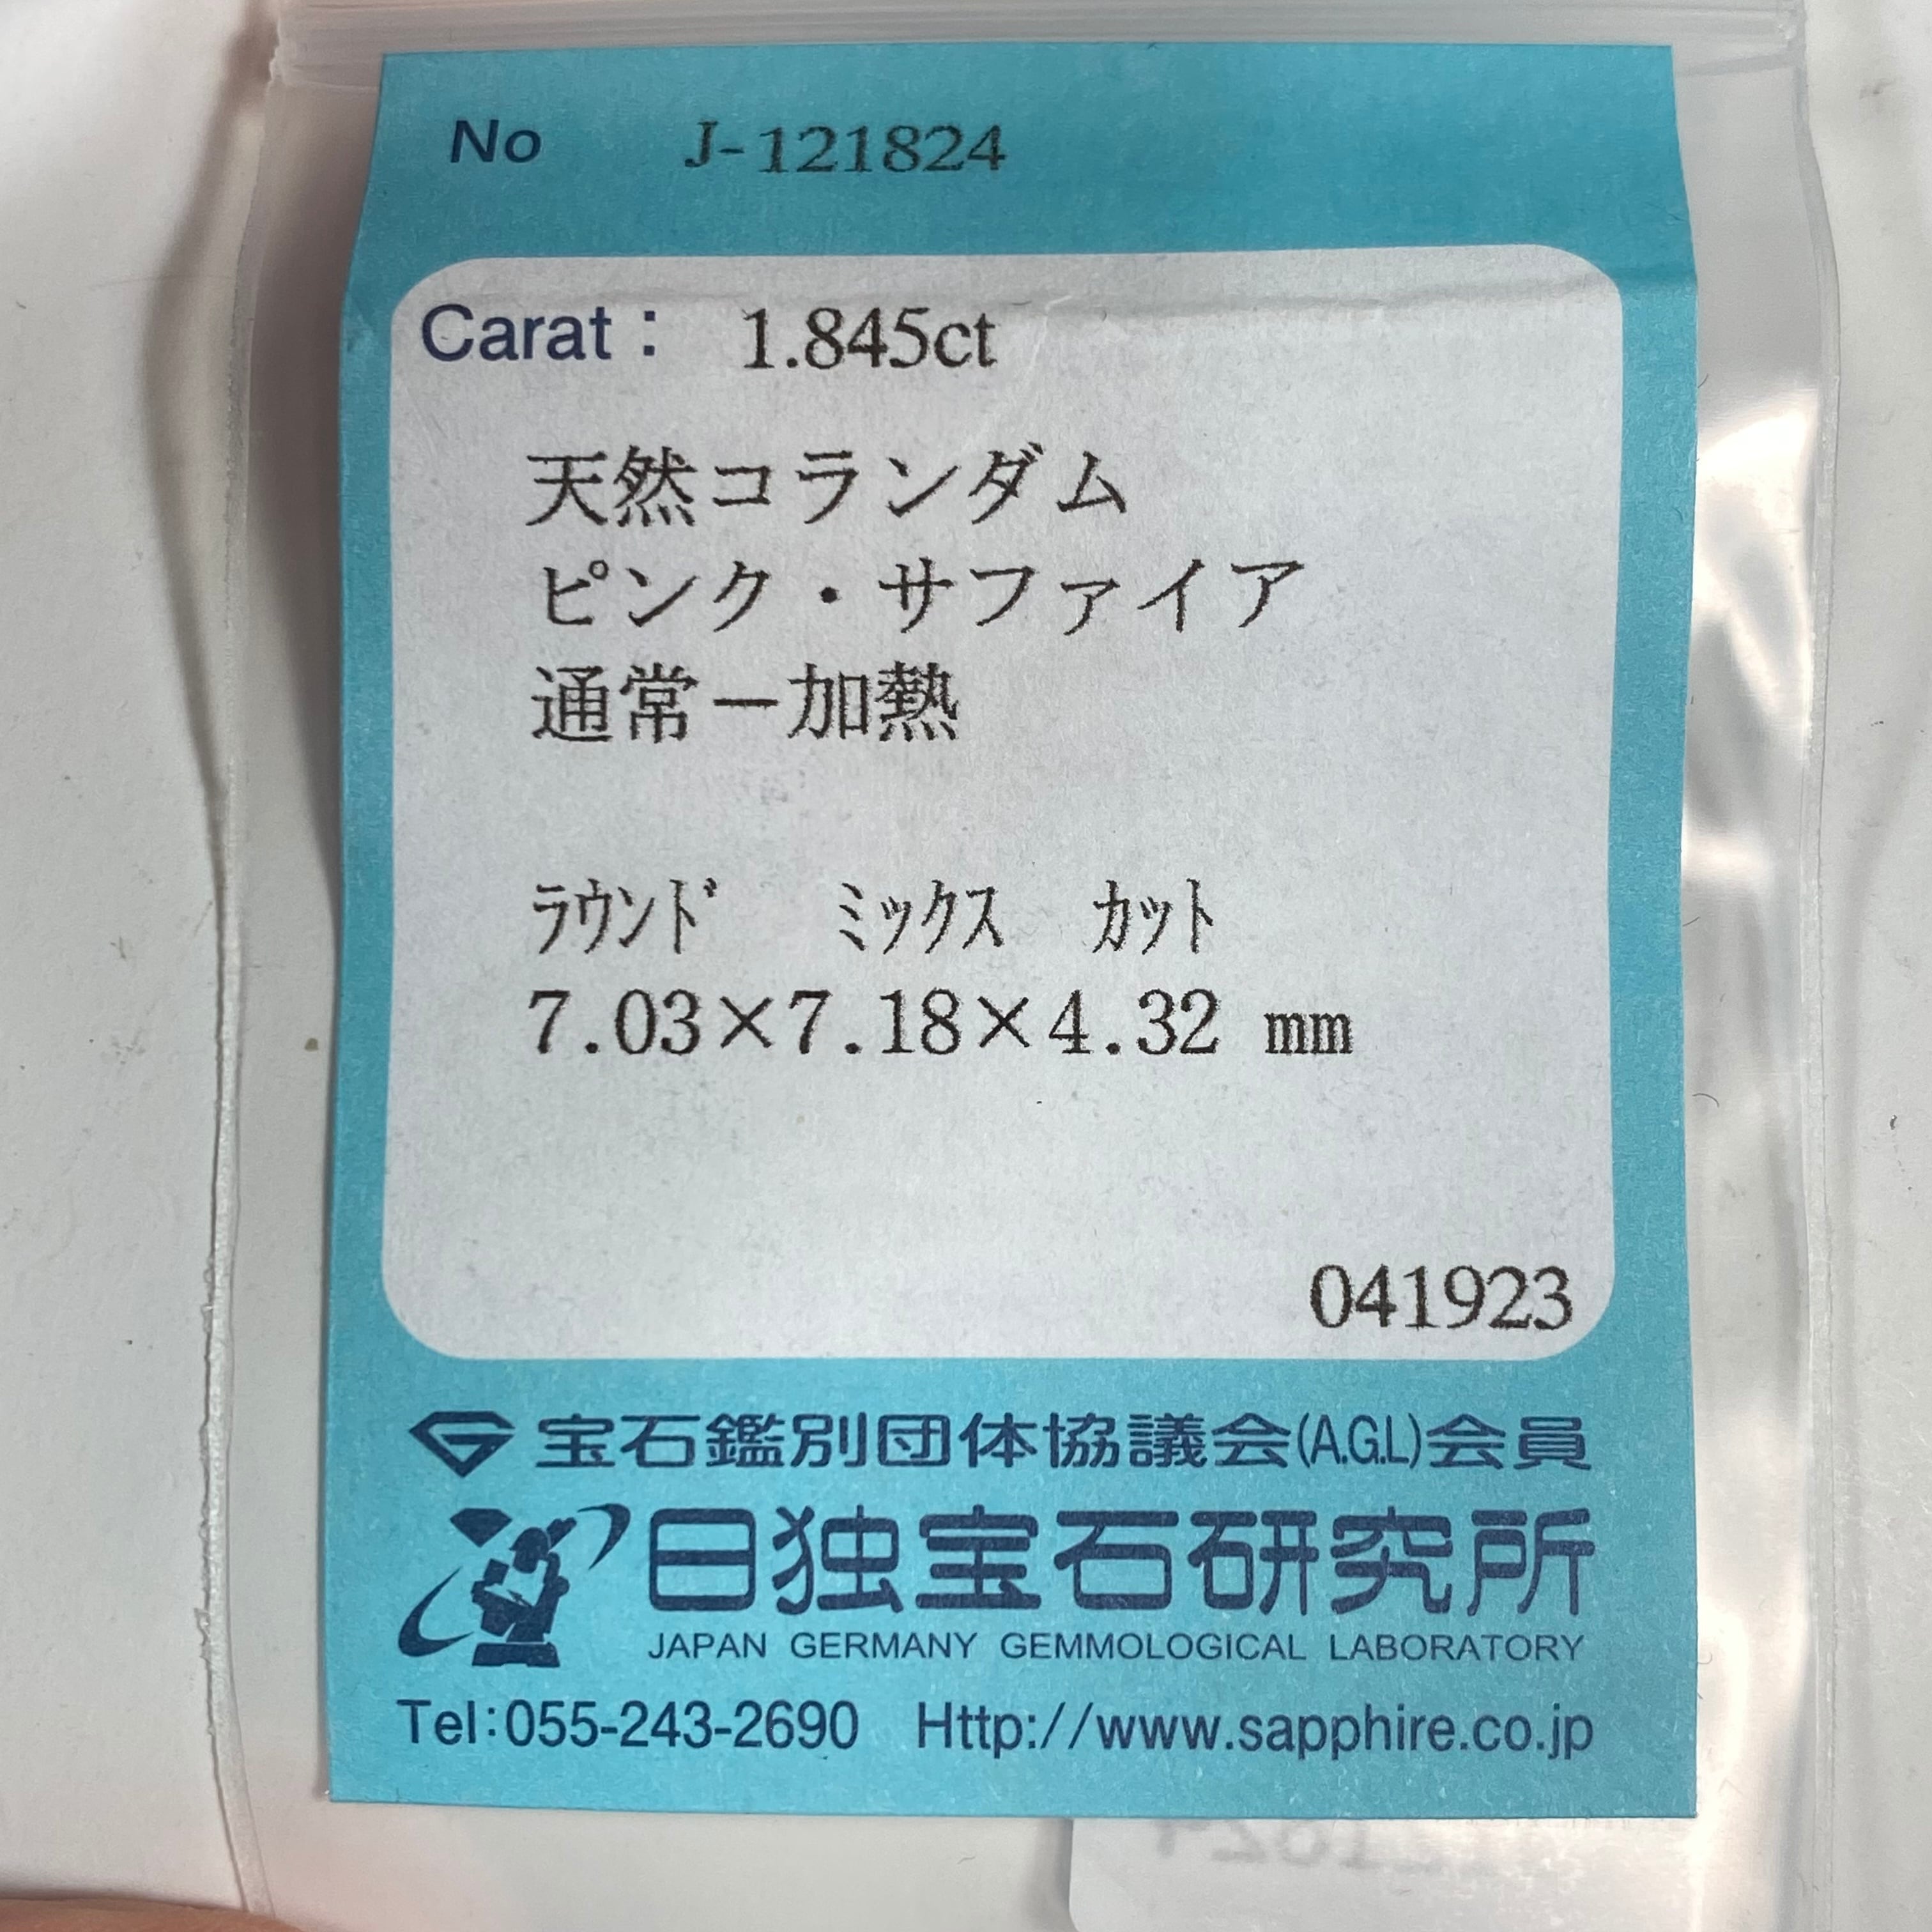 No J-121824
Carat： 1.845ct
天然コランダム
ピンク・サファイア
通常－加熱
ﾗｳﾝﾄﾞ ﾐｯｸｽ ｶｯﾄ
7.03×7.18×4.32 mm
041923
宝石鑑別団体協議会(A.G.L)会員
日独宝石研究所
JAPAN GERMANY GEMMOLOGICAL LABORATORY
Tel:055-243-2690 Http://www.sapphire.co.jp